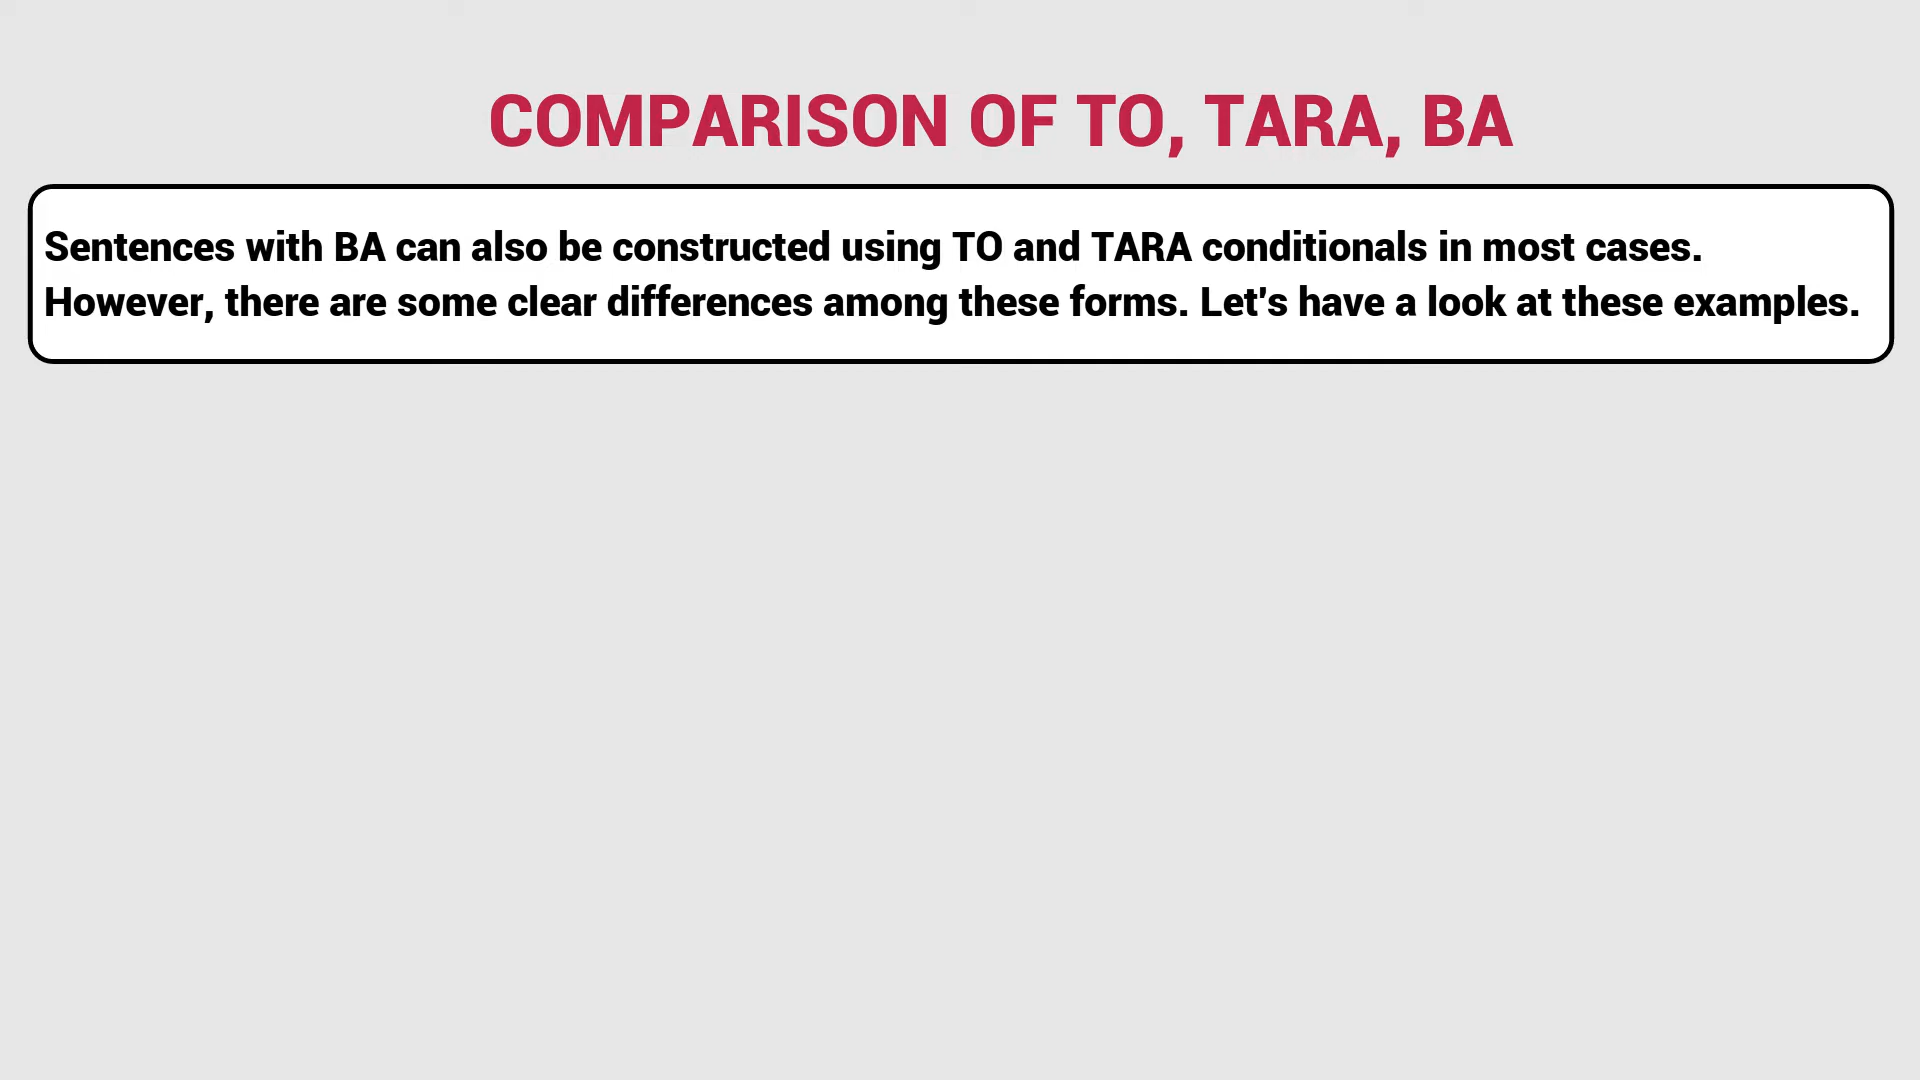 COMPARISON OF TO, TARA, BA
Sentences with BA can also be constructed using TO and TARA conditionals in most cases.
However, there are some clear differences among these forms. Let's have a look at these examples.